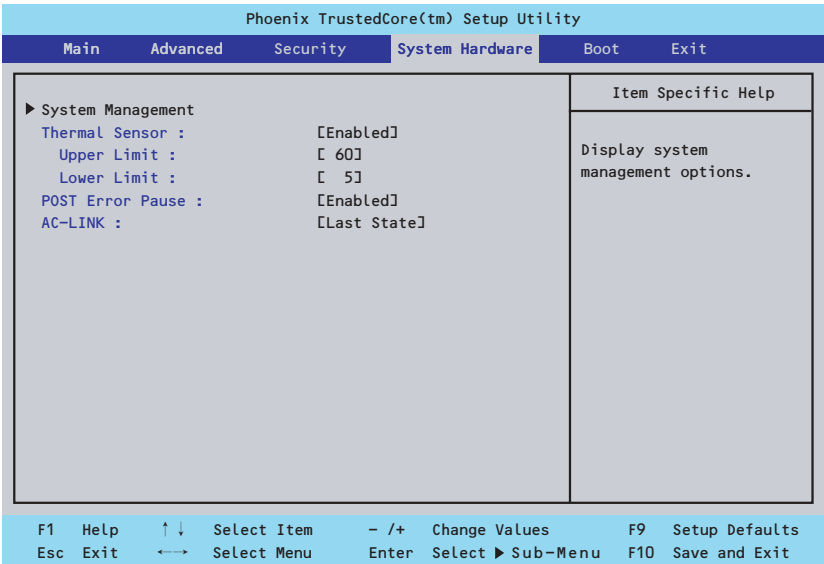 Phoenix TrustedCore(tm) Setup Utility
Main Advanced Security System Hardware Boot Exit
Item Specific Help
▶ System Management
Thermal Sensor : [Enabled]
Upper Limit : [ 60]
Lower Limit : [ 5]
POST Error Pause : [Enabled]
AC-LINK : [Last State]
Display system
management options.
F1 Help ↑↓ Select Item - /+ Change Values F9 Setup Defaults
Esc Exit ←→ Select Menu Enter Select ▶ Sub-Menu F10 Save and Exit